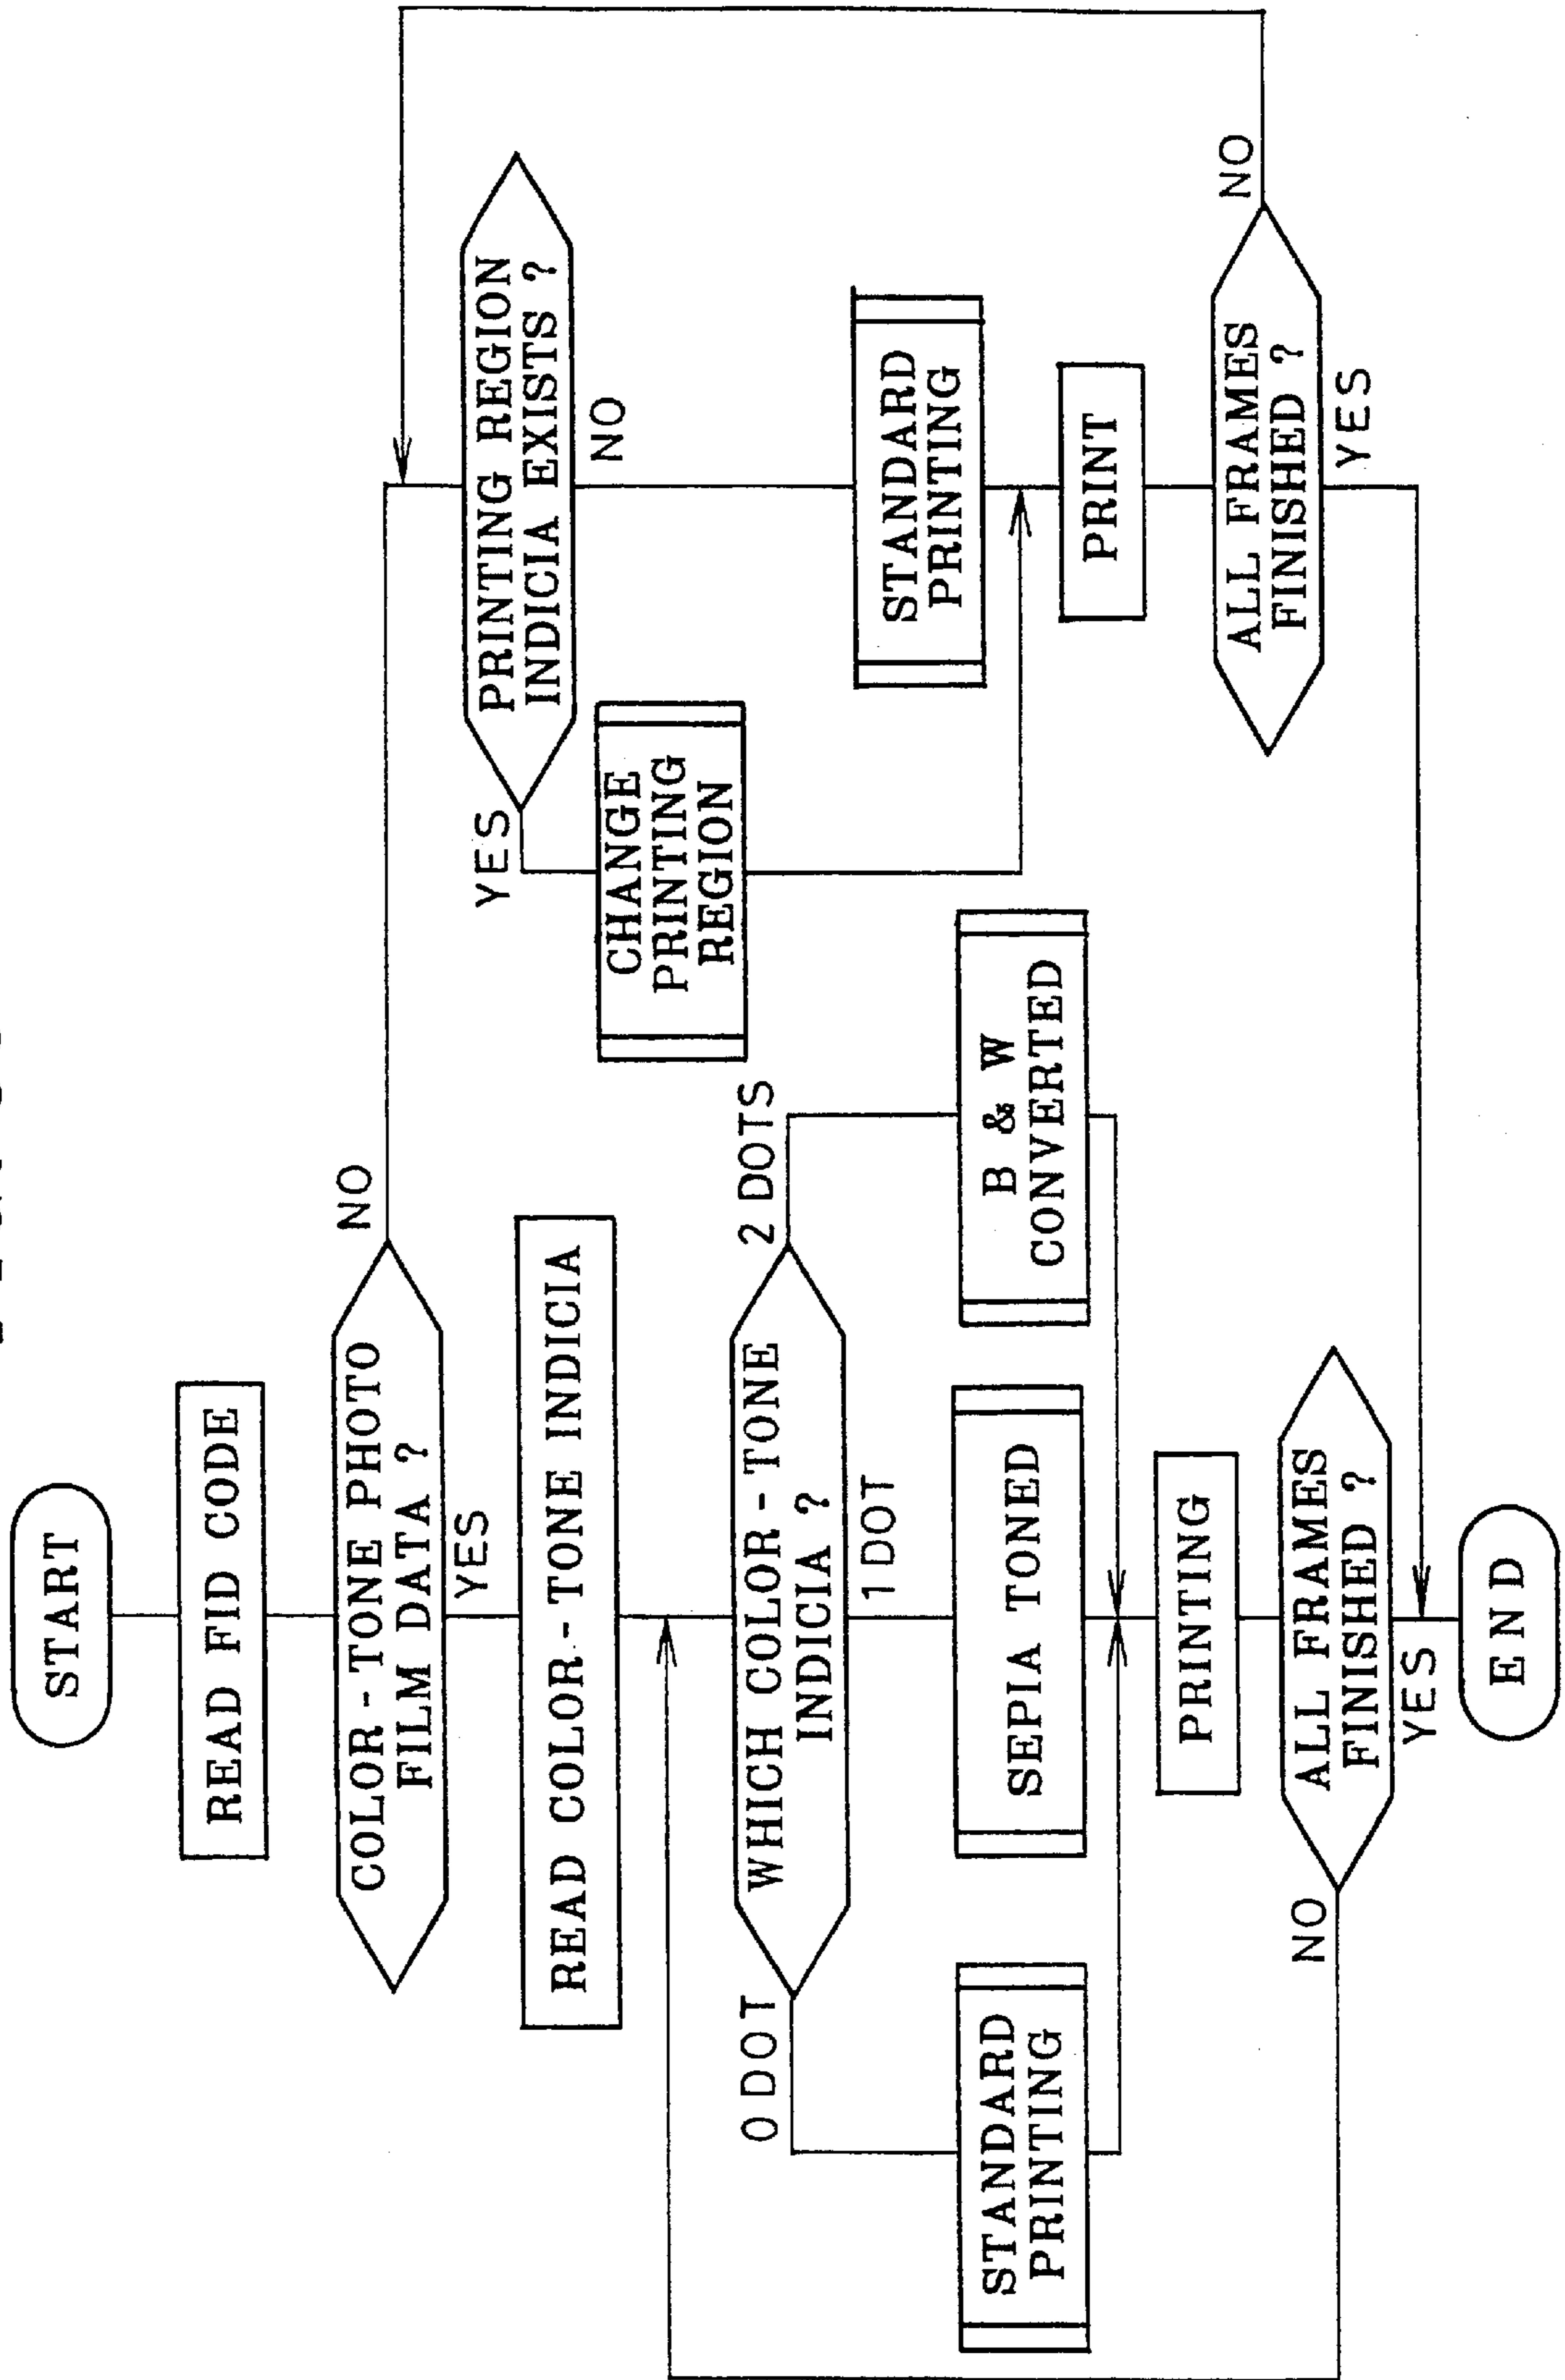 START
READ FID CODE
COLOR - TONE PHOTO
FILM DATA ?
NO
YES
READ COLOR - TONE INDICIA
WHICH COLOR - TONE
INDICIA ?
0 DOT
1 DOT
2 DOTS
STANDARD
PRINTING
SEPIA TONED
B & W
CONVERTED
PRINTING
ALL FRAMES
FINISHED ?
NO
YES
END
PRINTING REGION
INDICIA EXISTS ?
YES
NO
CHANGE
PRINTING
REGION
STANDARD
PRINTING
PRINT
ALL FRAMES
FINISHED ?
NO
YES